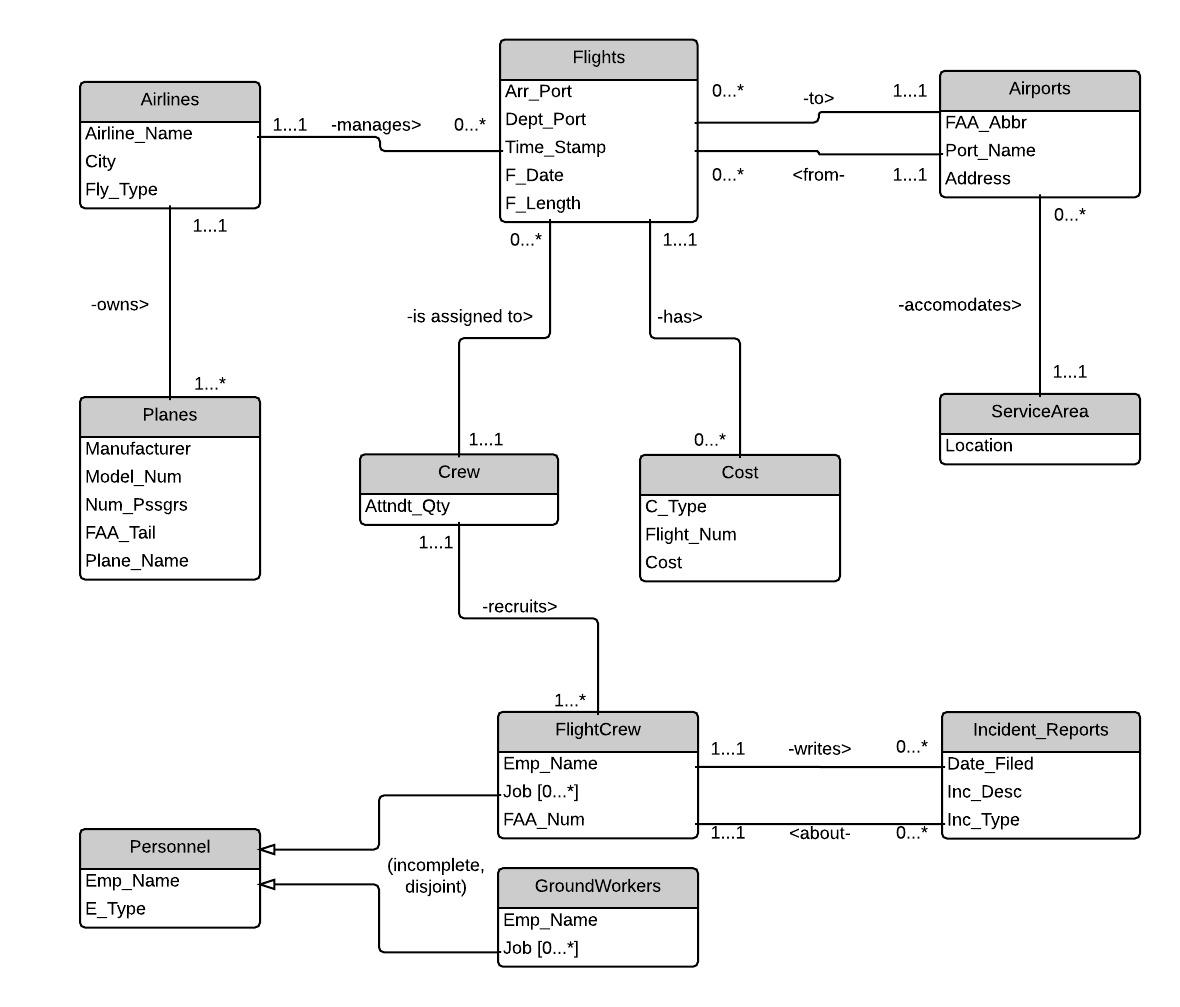 Flights
Arr_Port
Dept_Port
Time_Stamp
F_Date
F_Length
Airlines
Airline_Name
City
Fly_Type
1...1
-manages>
0...*
0...*
-to>
1...1
0...*
<from-
1...1
Airports
FAA_Abbr
Port_Name
Address
1...1
-owns>
1...*
0...*
-is assigned to>
1...1
1...1
-has>
0...*
0...*
-accomodates>
1...1
Planes
Manufacturer
Model_Num
Num_Pssgrs
FAA_Tail
Plane_Name
Crew
Attndt_Qty
Cost
C_Type
Flight_Num
Cost
ServiceArea
Location
1...1
-recruits>
1...*
FlightCrew
Emp_Name
Job [0...*]
FAA_Num
1...1
-writes>
0...*
1...1
<about-
0...*
Incident_Reports
Date_Filed
Inc_Desc
Inc_Type
Personnel
Emp_Name
E_Type
(incomplete,
disjoint)
GroundWorkers
Emp_Name
Job [0...*]